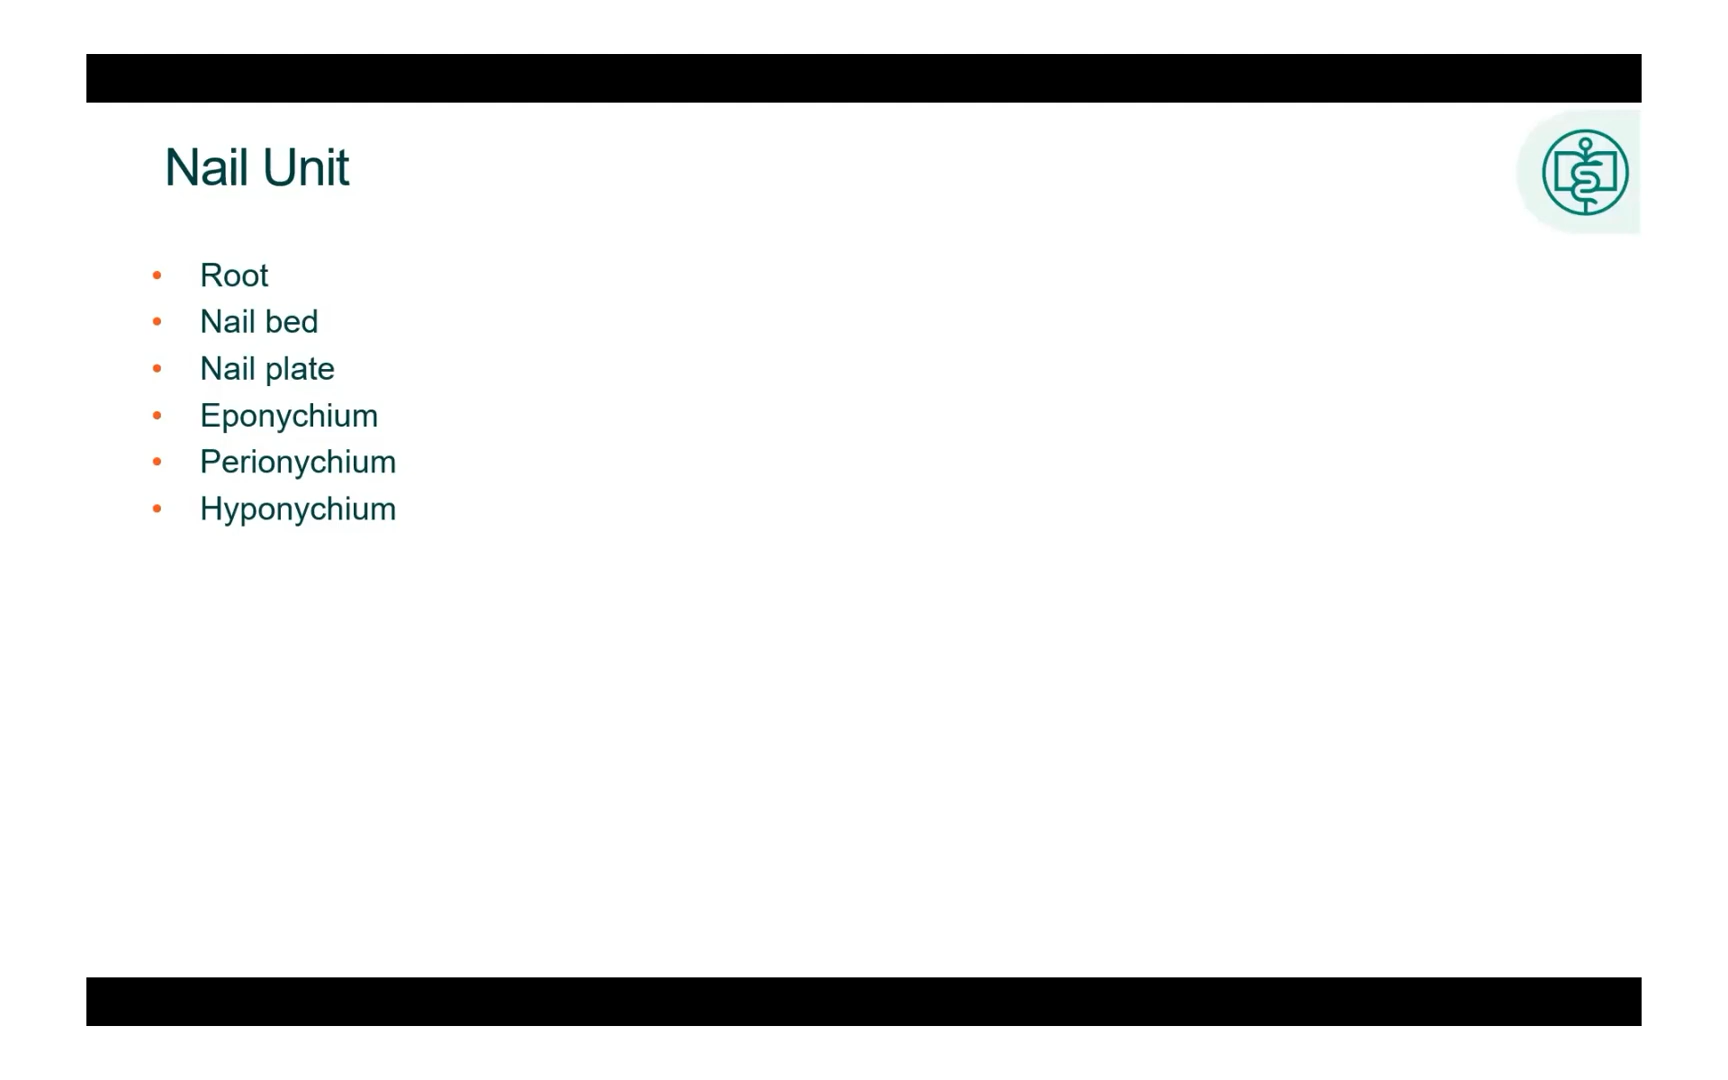 Nail Unit
• Root
• Nail bed
• Nail plate
• Eponychium
• Perionychium
• Hyponychium